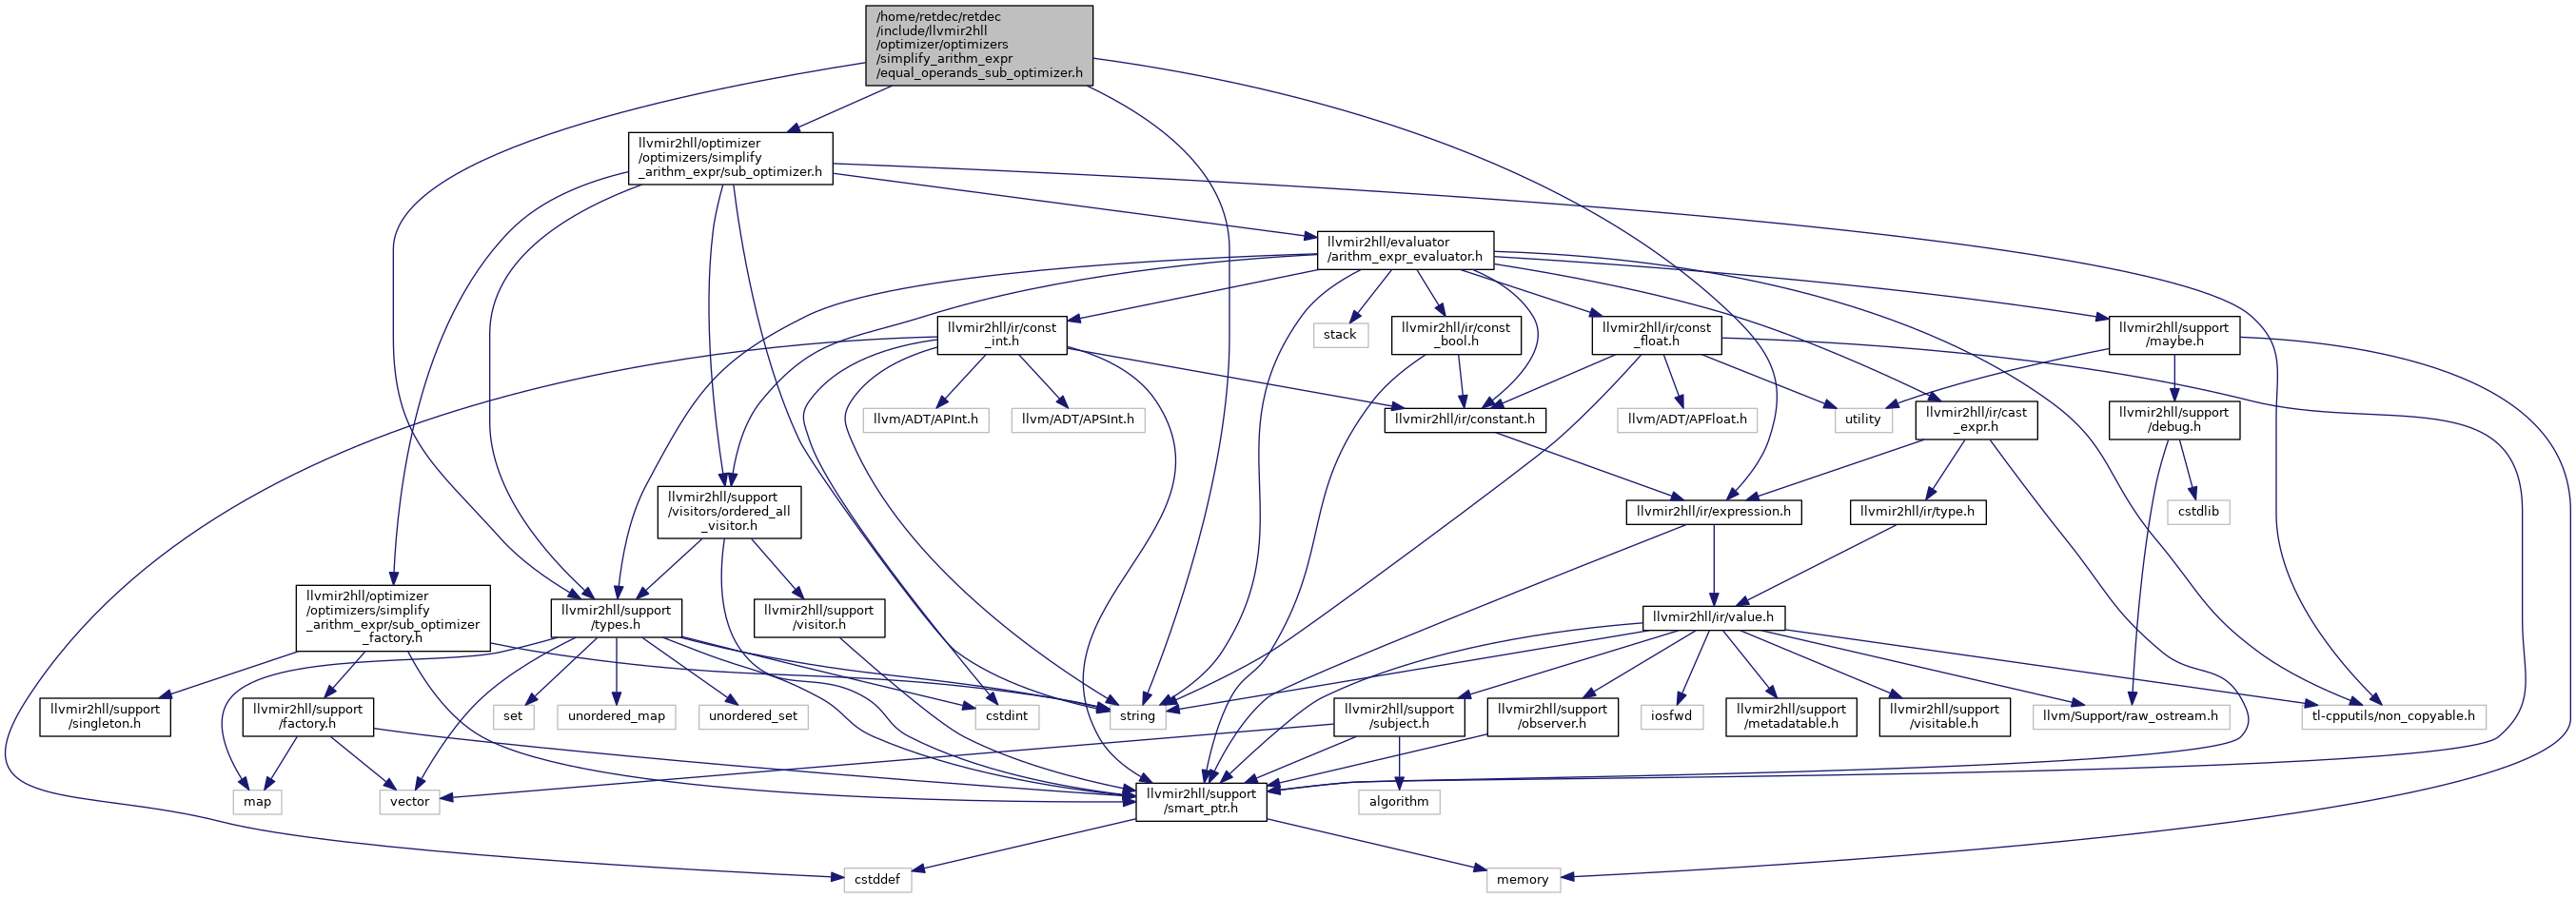 /home/retdec/retdec
/include/llvmir2hll
/optimizer/optimizers
/simplify_arithm_expr
/equal_operands_sub_optimizer.h
llvmir2hll/optimizer
/optimizers/simplify
_arithm_expr/sub_optimizer.h
llvmir2hll/evaluator
/arithm_expr_evaluator.h
llvmir2hll/ir/const
_int.h
stack
llvmir2hll/ir/const
_bool.h
llvmir2hll/ir/const
_float.h
llvmir2hll/support
/maybe.h
llvm/ADT/APInt.h
llvm/ADT/APSInt.h
llvmir2hll/ir/constant.h
llvm/ADT/APFloat.h
utility
llvmir2hll/ir/cast
_expr.h
llvmir2hll/support
/debug.h
llvmir2hll/support
/visitors/ordered_all
_visitor.h
llvmir2hll/ir/expression.h
llvmir2hll/ir/type.h
cstdlib
llvmir2hll/optimizer
/optimizers/simplify
_arithm_expr/sub_optimizer
_factory.h
llvmir2hll/support
/types.h
llvmir2hll/support
/visitor.h
llvmir2hll/ir/value.h
llvmir2hll/support
/singleton.h
llvmir2hll/support
/factory.h
set
unordered_map
unordered_set
cstdint
string
llvmir2hll/support
/subject.h
llvmir2hll/support
/observer.h
iosfwd
llvmir2hll/support
/metadatable.h
llvmir2hll/support
/visitable.h
llvm/Support/raw_ostream.h
tl-cpputils/non_copyable.h
map
vector
llvmir2hll/support
/smart_ptr.h
algorithm
cstddef
memory